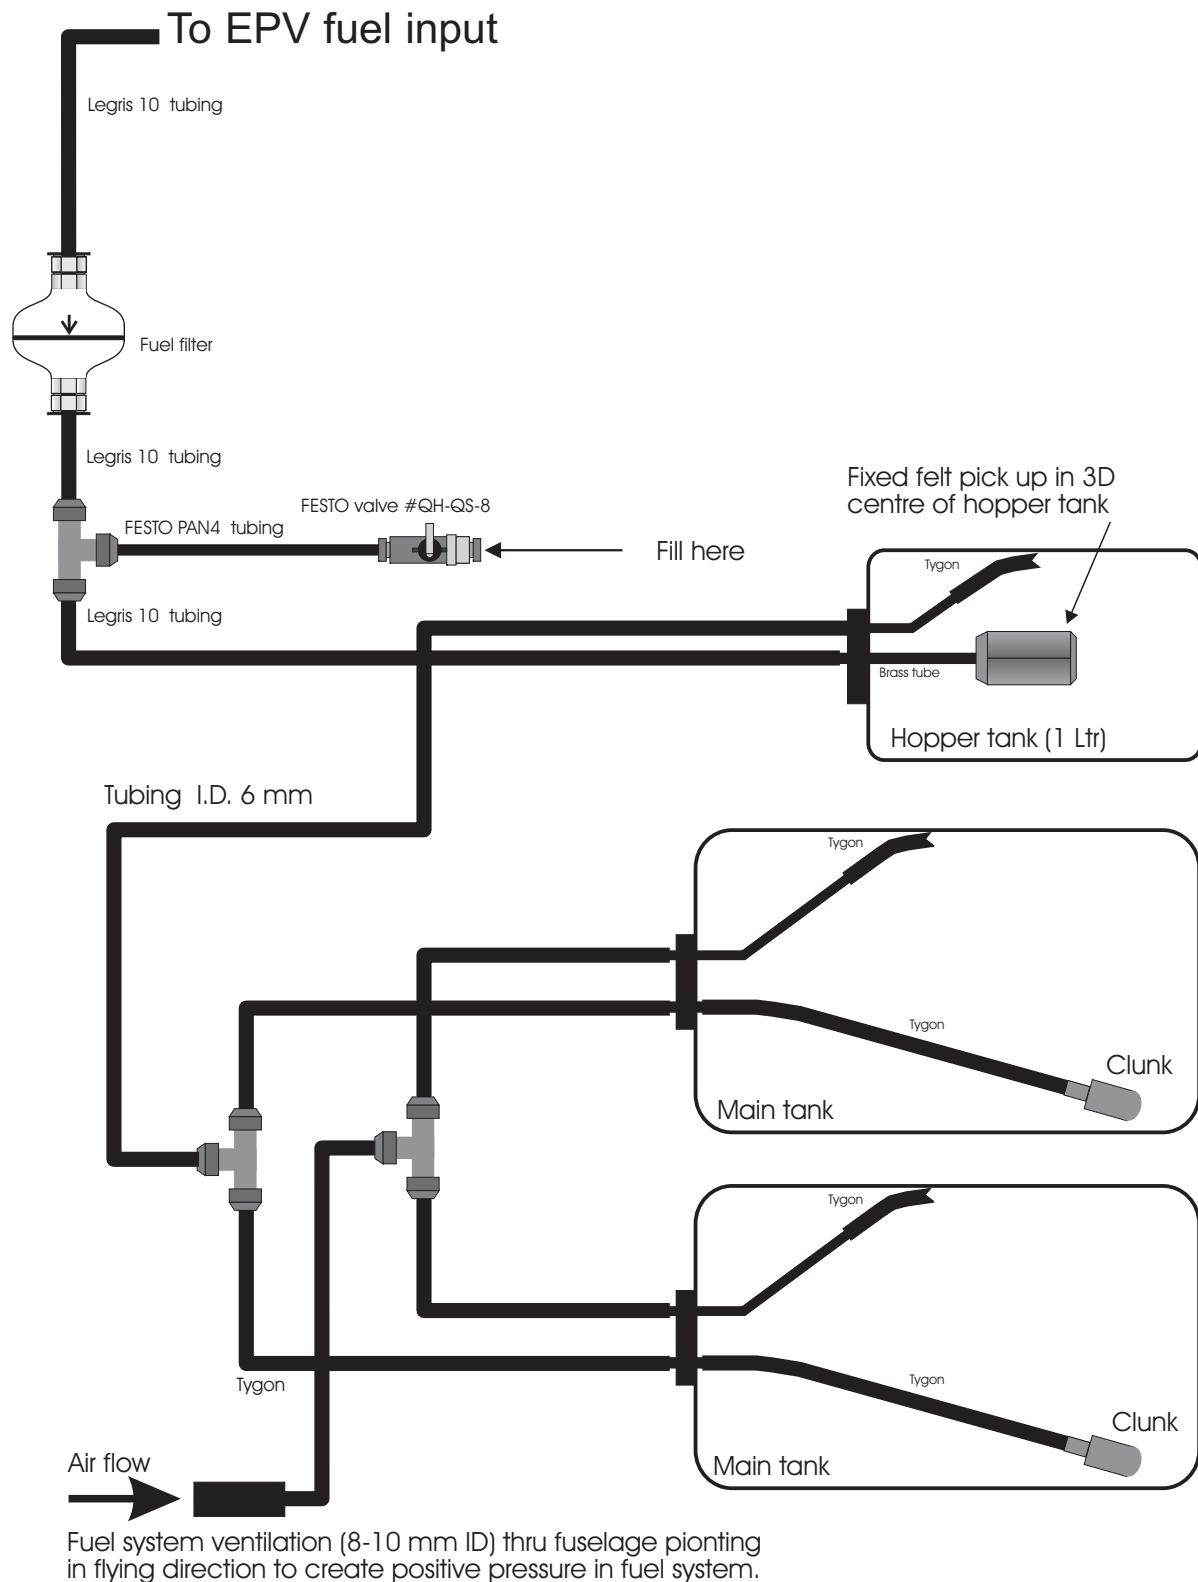 To EPV fuel input
Legris 10 tubing
Fuel filter
Legris 10 tubing
FESTO valve #QH-QS-8
FESTO PAN4 tubing
Fill here
Legris 10 tubing
Fixed felt pick up in 3D
centre of hopper tank
Tygon
Brass tube
Hopper tank (1 Ltr)
Tubing I.D. 6 mm
Tygon
Tygon
Clunk
Main tank
Tygon
Tygon
Tygon
Clunk
Main tank
Air flow
Fuel system ventilation (8-10 mm ID) thru fuselage pionting
in flying direction to create positive pressure in fuel system.